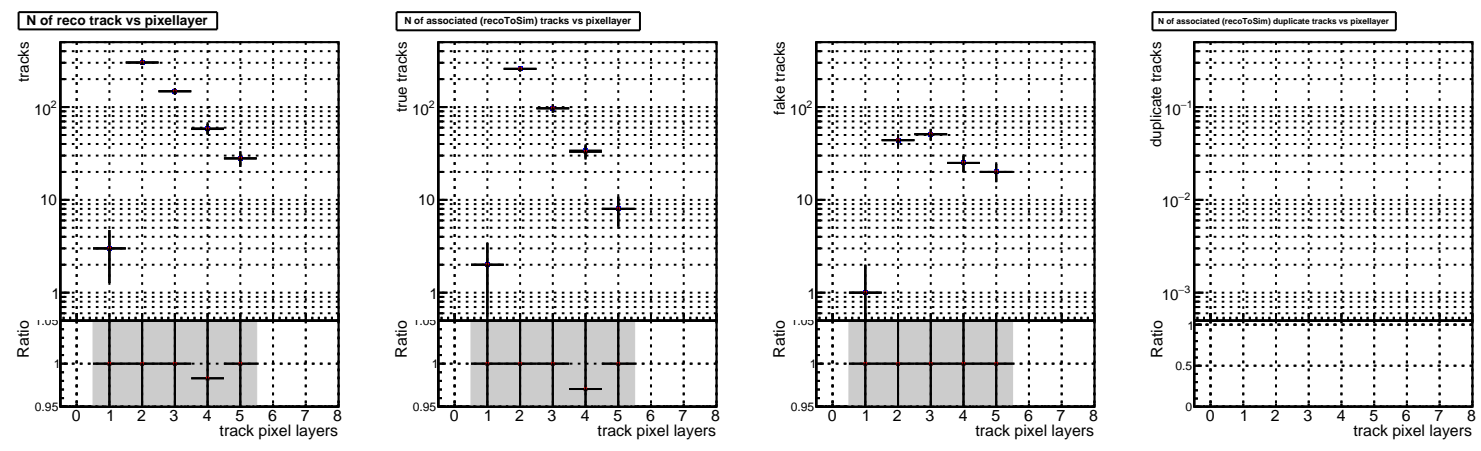 N of reco track vs pixellayer
tracks
10²
10
1
1.05
Ratio
1
0.95
0 1 2 3 4 5 6 7 8
track pixel layers
N of associated (recoToSim) tracks vs pixellayer
true tracks
10²
10
1
1.05
Ratio
1
0.95
0 1 2 3 4 5 6 7 8
track pixel layers
fake tracks
10²
10
1
1.05
Ratio
1
0.95
0 1 2 3 4 5 6 7 8
track pixel layers
N of associated (recoToSim) duplicate tracks vs pixellayer
duplicate tracks
10⁻¹
10⁻²
10⁻³
Ratio
1
0.5
0
0 1 2 3 4 5 6 7 8
track pixel layers